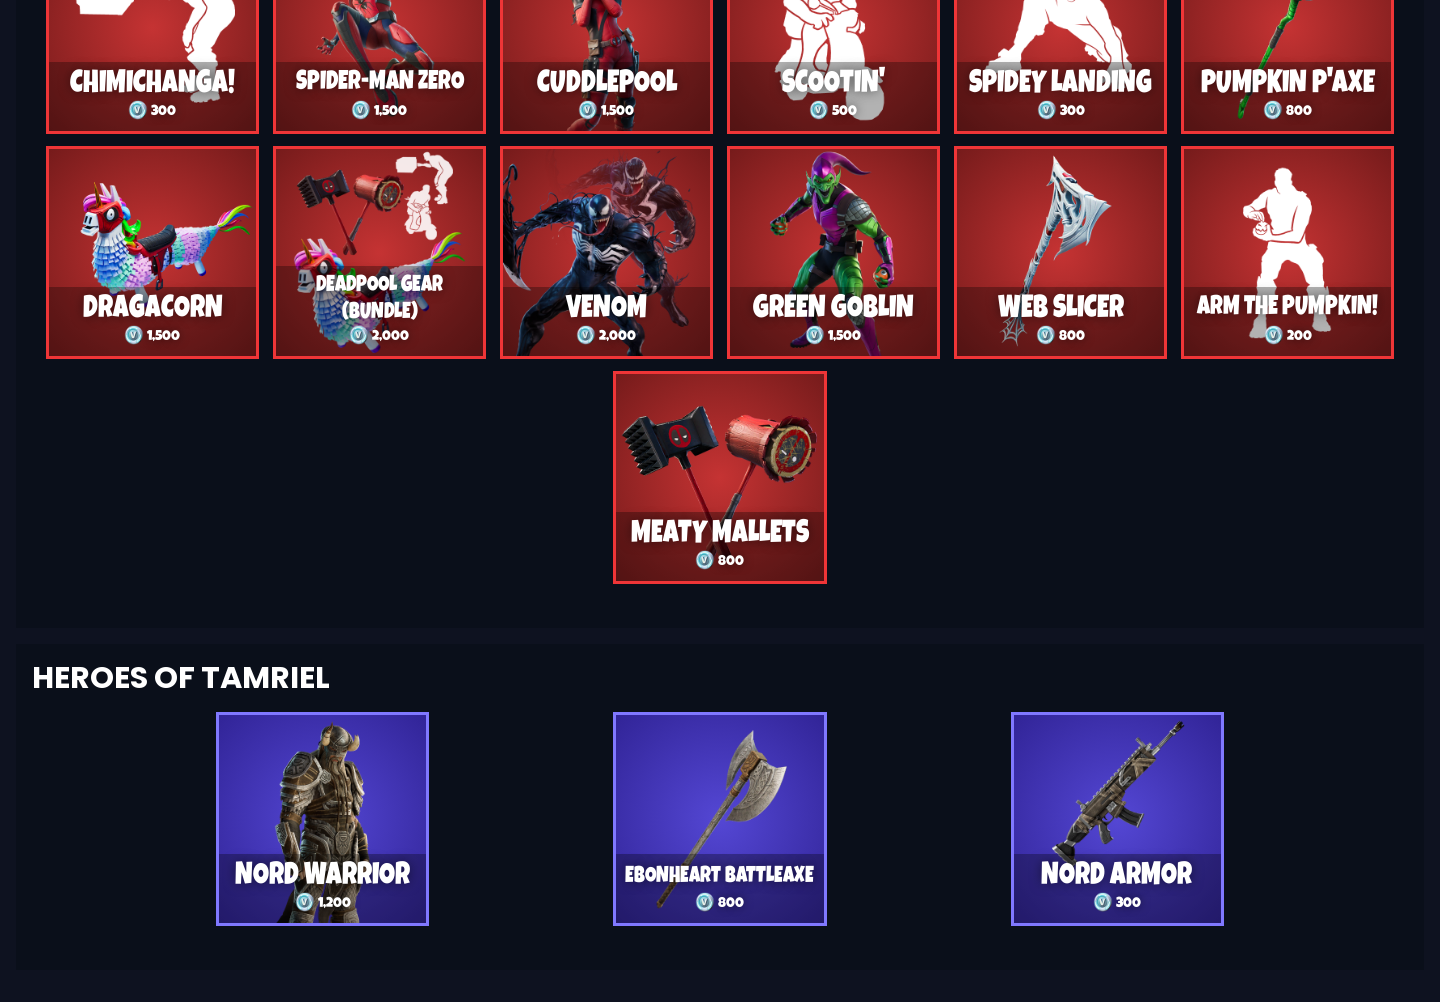 CHIMICHANGA!
300
SPIDER-MAN ZERO
1,500
CUDDLEPOOL
1,500
SCOOTIN'
500
SPIDEY LANDING
300
PUMPKIN P'AXE
800
DRAGACORN
1,500
DEADPOOL GEAR
(BUNDLE)
2,000
VENOM
2,000
GREEN GOBLIN
1,500
WEB SLICER
800
ARM THE PUMPKIN!
200
MEATY MALLETS
800
HEROES OF TAMRIEL
NORD WARRIOR
1,200
EBONHEART BATTLEAXE
800
NORD ARMOR
300